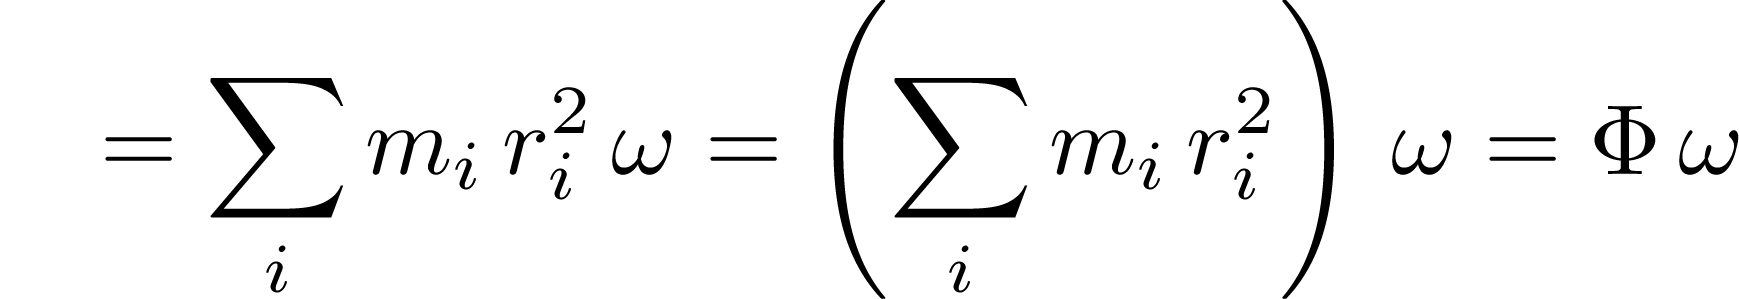 $= \sum_i m_i \, r_i^2 \, \omega = \left( \sum_i m_i \, r_i^2 \right) \, \omega = \Phi \, \omega$